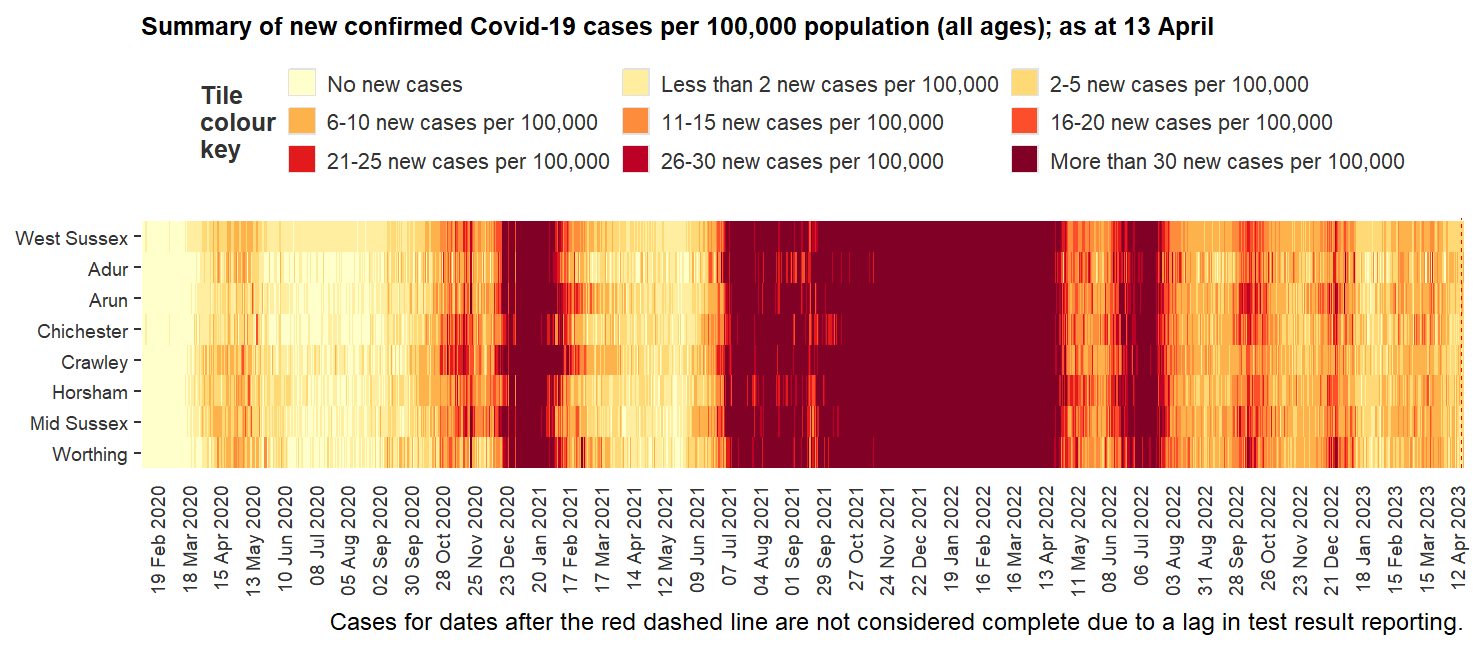 Summary of new confirmed Covid-19 cases per 100,000 population (all ages); as at 13 April
Tile
colour
key
No new cases
Less than 2 new cases per 100,000
2-5 new cases per 100,000
6-10 new cases per 100,000
11-15 new cases per 100,000
16-20 new cases per 100,000
21-25 new cases per 100,000
26-30 new cases per 100,000
More than 30 new cases per 100,000
West Sussex
Adur
Arun
Chichester
Crawley
Horsham
Mid Sussex
Worthing
19 Feb 2020
18 Mar 2020
15 Apr 2020
13 May 2020
10 Jun 2020
08 Jul 2020
05 Aug 2020
02 Sep 2020
30 Sep 2020
28 Oct 2020
25 Nov 2020
23 Dec 2020
20 Jan 2021
17 Feb 2021
17 Mar 2021
14 Apr 2021
12 May 2021
09 Jun 2021
07 Jul 2021
04 Aug 2021
01 Sep 2021
29 Sep 2021
27 Oct 2021
24 Nov 2021
22 Dec 2021
19 Jan 2022
16 Feb 2022
16 Mar 2022
13 Apr 2022
11 May 2022
08 Jun 2022
06 Jul 2022
03 Aug 2022
31 Aug 2022
28 Sep 2022
26 Oct 2022
23 Nov 2022
21 Dec 2022
18 Jan 2023
15 Feb 2023
15 Mar 2023
12 Apr 2023
Cases for dates after the red dashed line are not considered complete due to a lag in test result reporting.